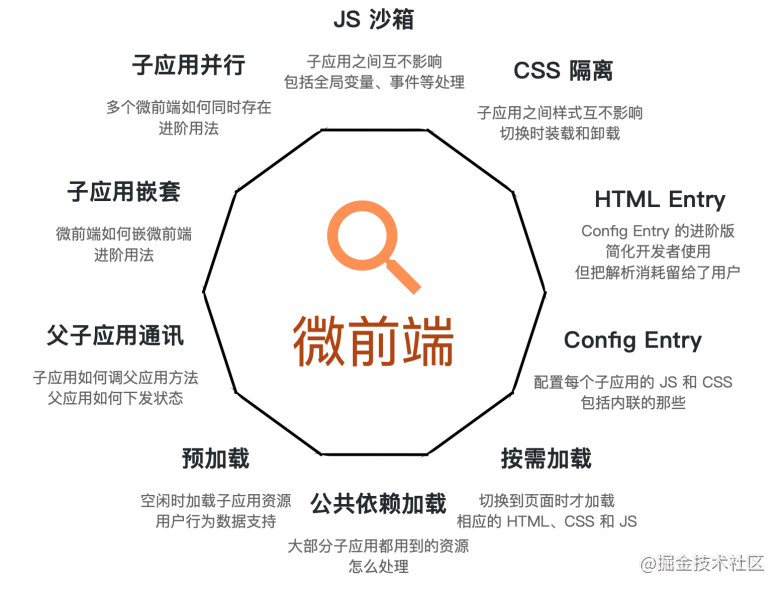 JS 沙箱
子应用之间互不影响
包括全局变量、事件等处理
CSS 隔离
子应用之间样式互不影响
切换时装载和卸载
HTML Entry
Config Entry 的进阶版
简化开发者使用
但把解析消耗留给了用户
Config Entry
配置每个子应用的 JS 和 CSS
包括内联的那些
按需加载
切换到页面时才加载
相应的 HTML、CSS 和 JS
公共依赖加载
大部分子应用都用到的资源
怎么处理
预加载
空闲时加载子应用资源
用户行为数据支持
父子应用通讯
子应用如何调父应用方法
父应用如何下发状态
子应用嵌套
微前端如何嵌微前端
进阶用法
子应用并行
多个微前端如何同时存在
进阶用法
微前端
@掘金技术社区